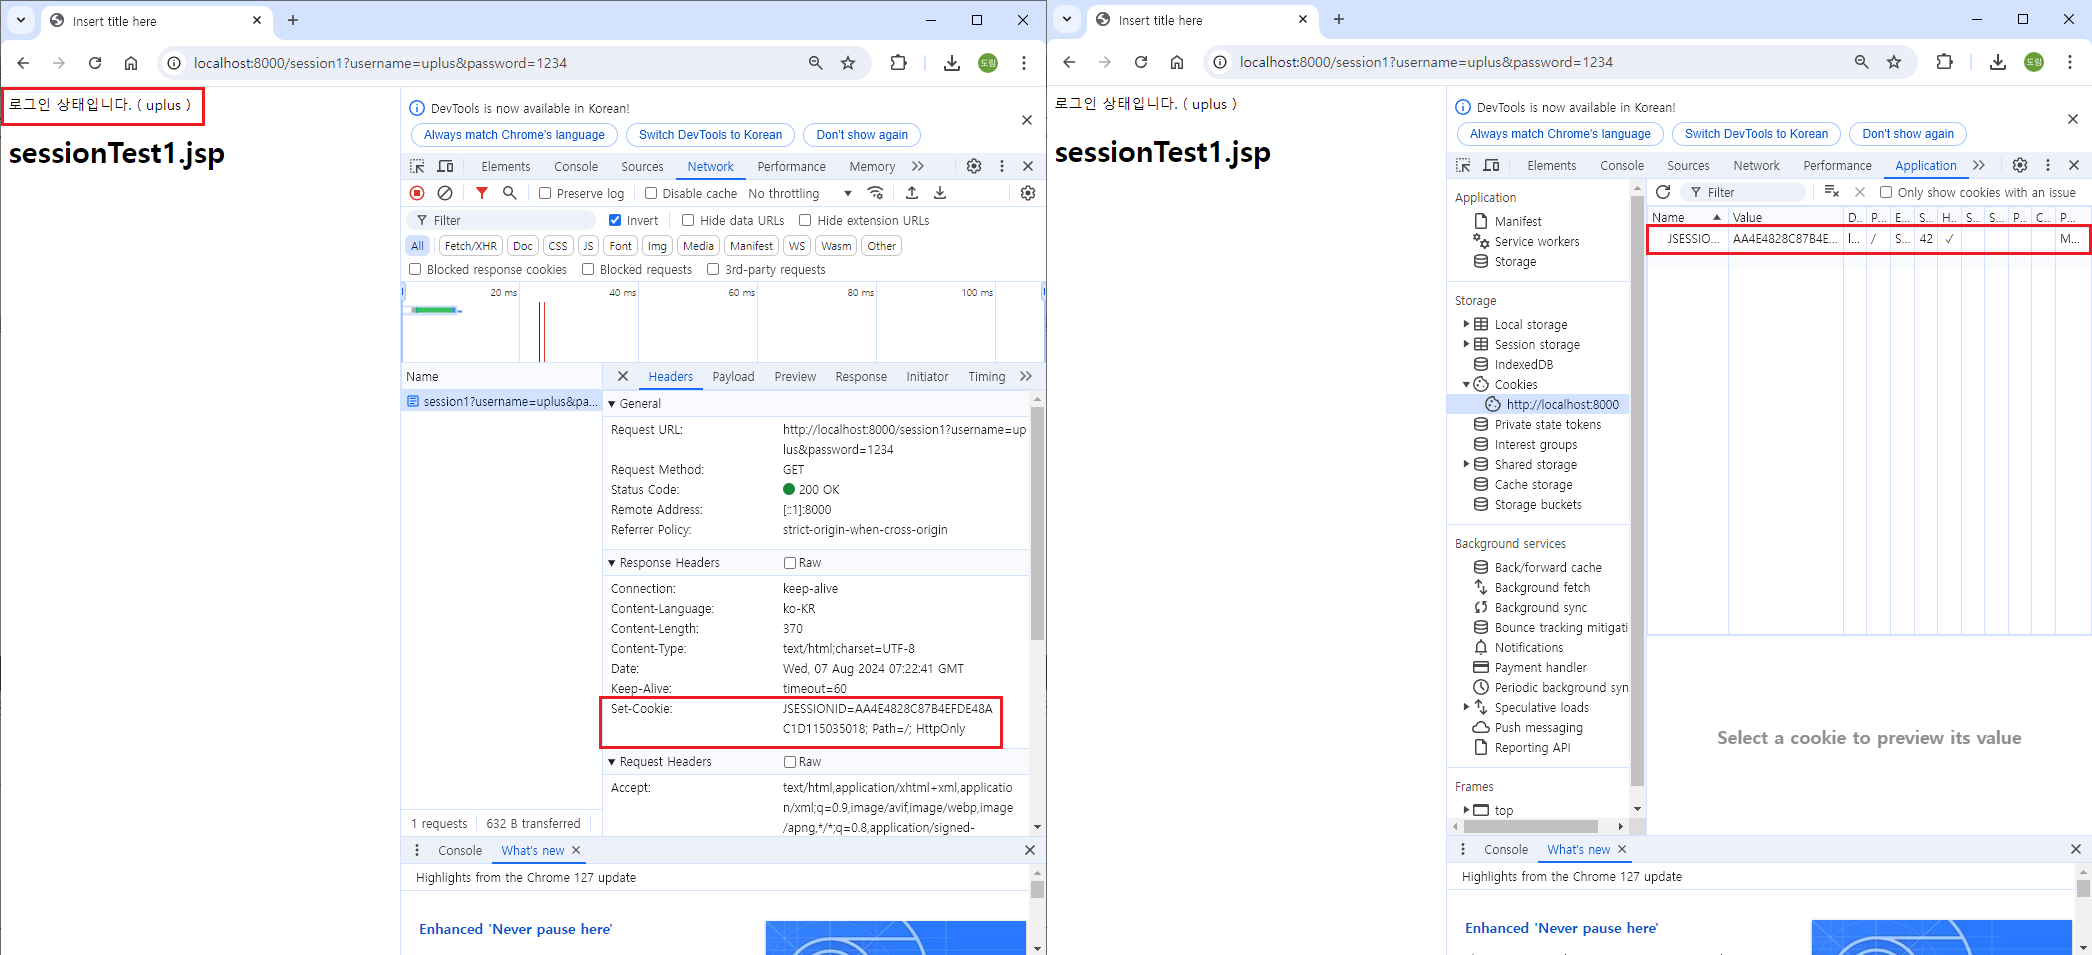 Insert title here
localhost:8000/session1?username=uplus&password=1234
도림
로그인 상태입니다. ( uplus )
sessionTest1.jsp
DevTools is now available in Korean!
Always match Chrome's language
Switch DevTools to Korean
Don't show again
Elements
Console
Sources
Network
Performance
Memory
Preserve log
Disable cache
No throttling
Filter
Invert
Hide data URLs
Hide extension URLs
All
Fetch/XHR
Doc
CSS
JS
Font
Img
Media
Manifest
WS
Wasm
Other
Blocked response cookies
Blocked requests
3rd-party requests
20 ms
40 ms
60 ms
80 ms
100 ms
Name
session1?username=uplus&pa...
Headers
Payload
Preview
Response
Initiator
Timing
General
Request URL:
http://localhost:8000/session1?username=up
lus&password=1234
Request Method:
GET
Status Code:
200 OK
Remote Address:
[::1]:8000
Referrer Policy:
strict-origin-when-cross-origin
Response Headers
Raw
Connection:
keep-alive
Content-Language:
ko-KR
Content-Length:
370
Content-Type:
text/html;charset=UTF-8
Date:
Wed, 07 Aug 2024 07:22:41 GMT
Keep-Alive:
timeout=60
Set-Cookie:
JSESSIONID=AA4E4828C87B4EFDE48A
C1D115035018; Path=/; HttpOnly
Request Headers
Raw
Accept:
text/html,application/xhtml+xml,applicatio
n/xml;q=0.9,image/avif,image/webp,image
/apng,*/*;q=0.8,application/signed-
1 requests
632 B transferred
Console
What's new
Highlights from the Chrome 127 update
Enhanced 'Never pause here'
Insert title here
localhost:8000/session1?username=uplus&password=1234
도림
로그인 상태입니다. ( uplus )
sessionTest1.jsp
DevTools is now available in Korean!
Always match Chrome's language
Switch DevTools to Korean
Don't show again
Elements
Console
Sources
Network
Performance
Application
Application
Manifest
Service workers
Storage
Storage
Local storage
Session storage
IndexedDB
Cookies
http://localhost:8000
Private state tokens
Interest groups
Shared storage
Cache storage
Storage buckets
Background services
Back/forward cache
Background fetch
Background sync
Bounce tracking mitigati
Notifications
Payment handler
Periodic background syn
Speculative loads
Push messaging
Reporting API
Frames
top
Filter
Only show cookies with an issue
Name
Value
D...
P...
E...
S...
H...
S...
S...
P...
C...
P...
JSESSIO...
AA4E4828C87B4E...
l...
/
S...
42
✓
M...
Select a cookie to preview its value
Console
What's new
Highlights from the Chrome 127 update
Enhanced 'Never pause here'